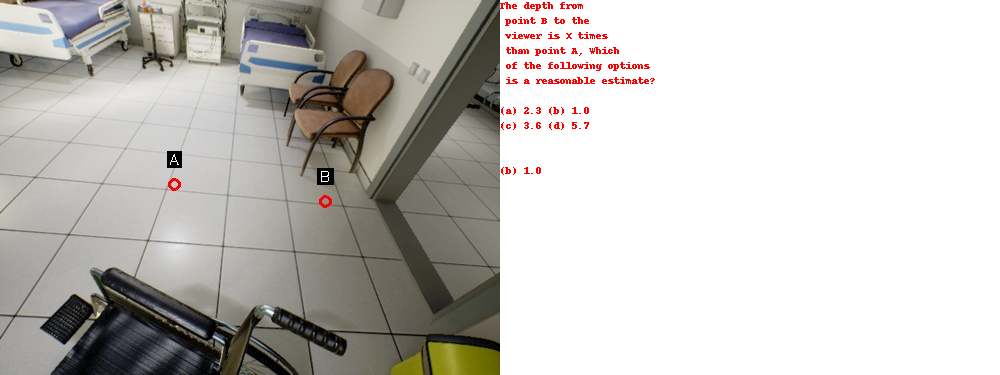 A
B
The depth from
point B to the
viewer is X times
than point A, Which
of the following options
is a reasonable estimate?
(a) 2.3 (b) 1.0
(c) 3.6 (d) 5.7
(b) 1.0